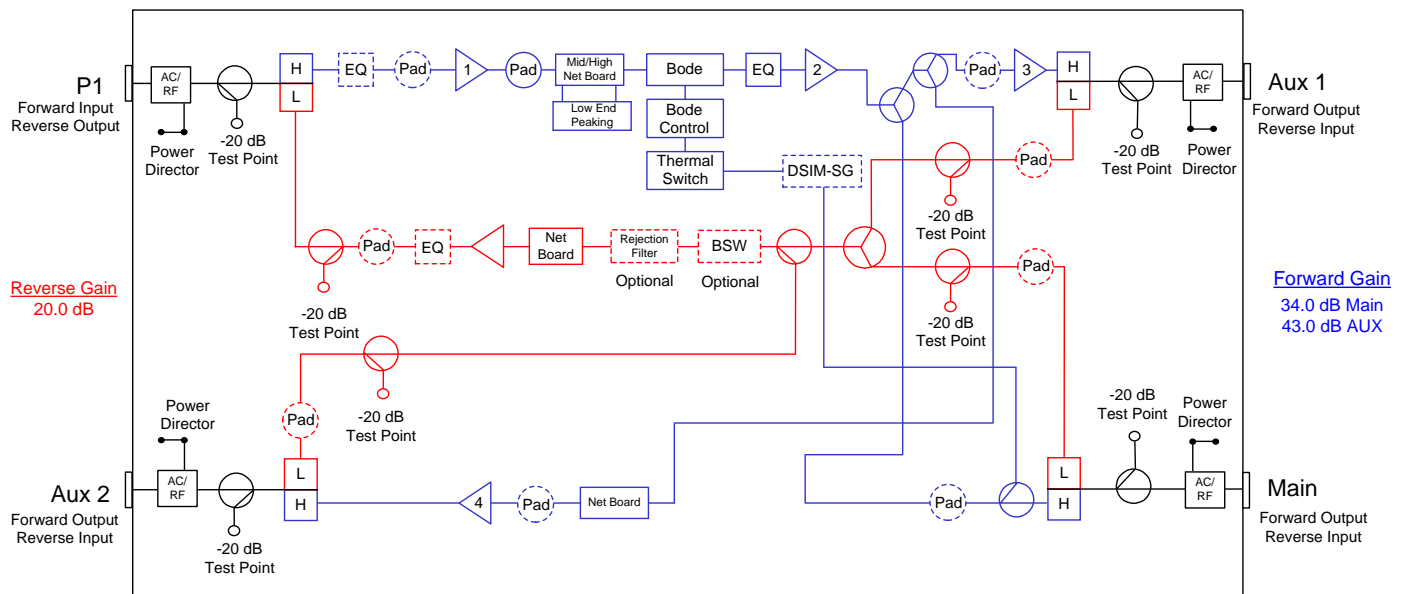 P1
Forward Input
Reverse Output
AC/
RF
Power
Director
-20 dB
Test Point
H
L
EQ
Pad
1
Pad
Mid/High
Net Board
Low End
Peaking
Bode
Bode
Control
Thermal
Switch
EQ
2
DSIM-SG
Pad
3
H
L
-20 dB
Test Point
AC/
RF
Power
Director
Aux 1
Forward Output
Reverse Input
Pad
-20 dB
Test Point
-20 dB
Test Point
Pad
EQ
Net
Board
Rejection
Filter
Optional
BSW
Optional
Pad
-20 dB
Test Point
Reverse Gain
20.0 dB
Forward Gain
34.0 dB Main
43.0 dB AUX
-20 dB
Test Point
Pad
Power
Director
AC/
RF
Aux 2
Forward Output
Reverse Input
-20 dB
Test Point
L
H
4
Pad
Net Board
Pad
L
H
-20 dB
Test Point
Power
Director
AC/
RF
Main
Forward Output
Reverse Input